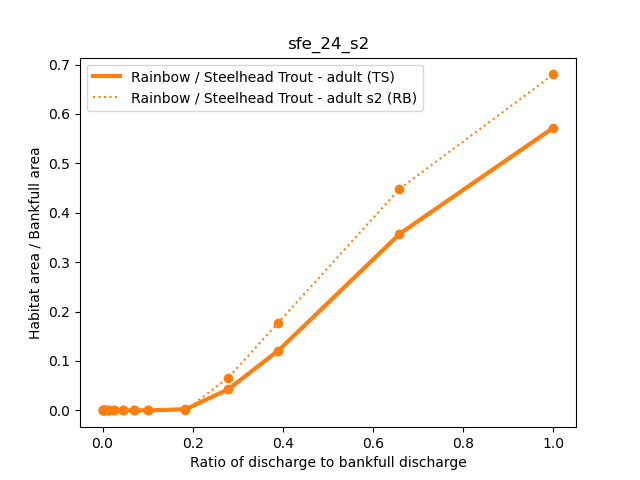 sfe_24_s2
Rainbow / Steelhead Trout - adult (TS)
Rainbow / Steelhead Trout - adult s2 (RB)
Habitat area / Bankfull area
0.7
0.6
0.5
0.4
0.3
0.2
0.1
0.0
0.0 0.2 0.4 0.6 0.8 1.0
Ratio of discharge to bankfull discharge